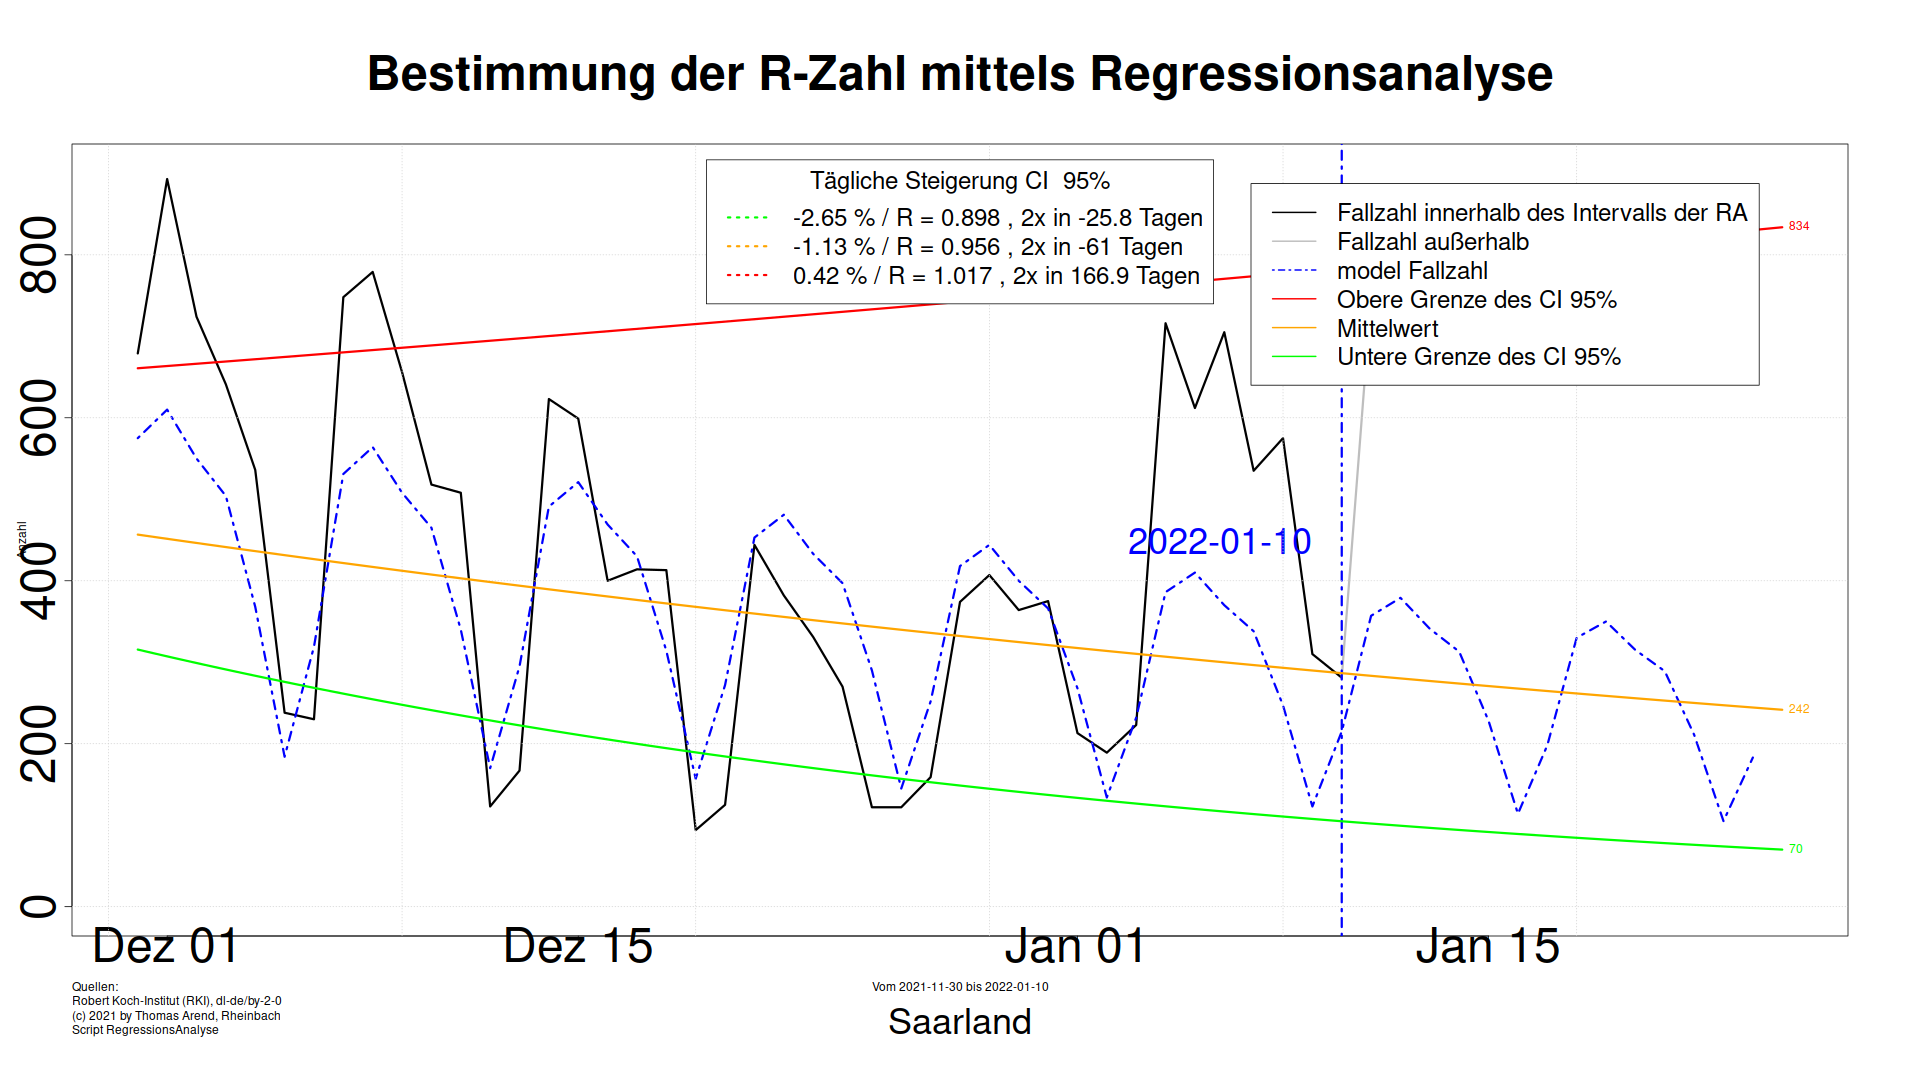 Bestimmung der R-Zahl mittels Regressionsanalyse
Tägliche Steigerung CI  95%
-2.65 % / R = 0.898 , 2x in -25.8 Tagen
-1.13 % / R = 0.956 , 2x in -61 Tagen
0.42 % / R = 1.017 , 2x in 166.9 Tagen
Fallzahl innerhalb des Intervalls der RA
Fallzahl außerhalb
model Fallzahl
Obere Grenze des CI 95%
Mittelwert
Untere Grenze des CI 95%
834
242
70
2022-01-10
Anzahl
800
600
400
200
0
Dez 01
Dez 15
Jan 01
Jan 15
Quellen:
Robert Koch-Institut (RKI), dl-de/by-2-0
(c) 2021 by Thomas Arend, Rheinbach
Script RegressionsAnalyse
Vom 2021-11-30 bis 2022-01-10
Saarland